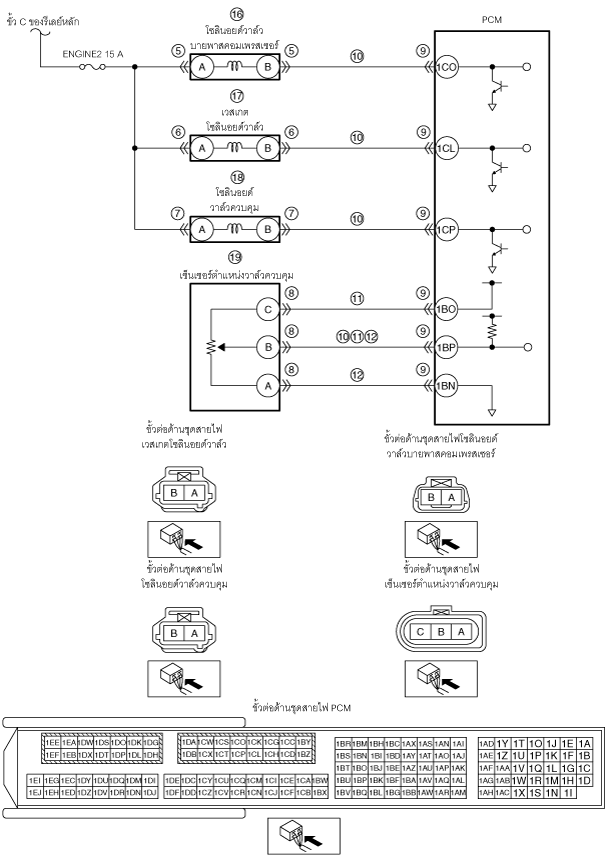 ขั้ว C ของรีเลย์หลัก
ENGINE2 15 A
PCM
16
โซลินอยด์วาล์ว
บายพาสคอมเพรสเซอร์
5 A B 5 10 9 1CO
17
เวสเกต
โซลินอยด์วาล์ว
6 A B 6 10 9 1CL
18
โซลินอยด์
วาล์วควบคุม
7 A B 7 10 9 1CP
19
เซ็นเซอร์ตำแหน่งวาล์วควบคุม
C 8 11 9 1BO
B 8 10 11 12 9 1BP
A 8 12 9 1BN
ขั้วต่อด้านชุดสายไฟ
เวสเกตโซลินอยด์วาล์ว
B A
ขั้วต่อด้านชุดสายไฟโซลินอยด์
วาล์วบายพาสคอมเพรสเซอร์
B A
ขั้วต่อด้านชุดสายไฟ
โซลินอยด์วาล์วควบคุม
B A
ขั้วต่อด้านชุดสายไฟ
เซ็นเซอร์ตำแหน่งวาล์วควบคุม
C B A
ขั้วต่อด้านชุดสายไฟ PCM
1EE 1EA 1DW 1DS 1DO 1DK 1DG
1EF 1EB 1DX 1DT 1DP 1DL 1DH
1EI 1EG 1EC 1DY 1DU 1DQ 1DM 1DI
1EJ 1EH 1ED 1DZ 1DV 1DR 1DN 1DJ
1DA 1CW 1CS 1CO 1CK 1CG 1CC 1BY
1DB 1CX 1CT 1CP 1CL 1CH 1CD 1BZ
1DE 1DC 1CY 1CU 1CQ 1CM 1CI 1CE 1CA 1BW
1DF 1DD 1CZ 1CV 1CR 1CN 1CJ 1CF 1CB 1BX
1BR 1BM 1BH 1BC 1AX 1AS 1AN 1AI
1BS 1BN 1BI 1BD 1AY 1AT 1AO 1AJ
1BT 1BO 1BJ 1BE 1AZ 1AU 1AP 1AK
1BU 1BP 1BK 1BF 1BA 1AV 1AQ 1AL
1BV 1BQ 1BL 1BG 1BB 1AW 1AR 1AM
1AD 1Y 1T 1O 1J 1E 1A
1AE 1Z 1U 1P 1K 1F 1B
1AF 1AA 1V 1Q 1L 1G 1C
1AG 1AB 1W 1R 1M 1H 1D
1AH 1AC 1X 1S 1N 1I